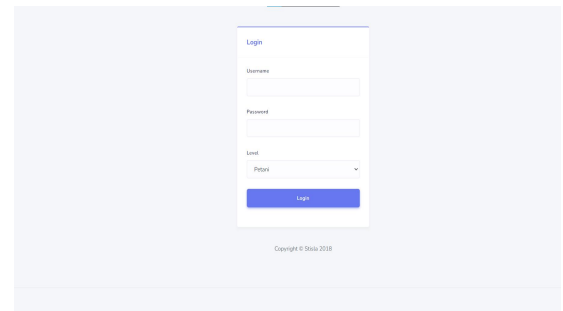 Login
Username
Password
Level
Petani
Login
Copyright © Stisla 2018